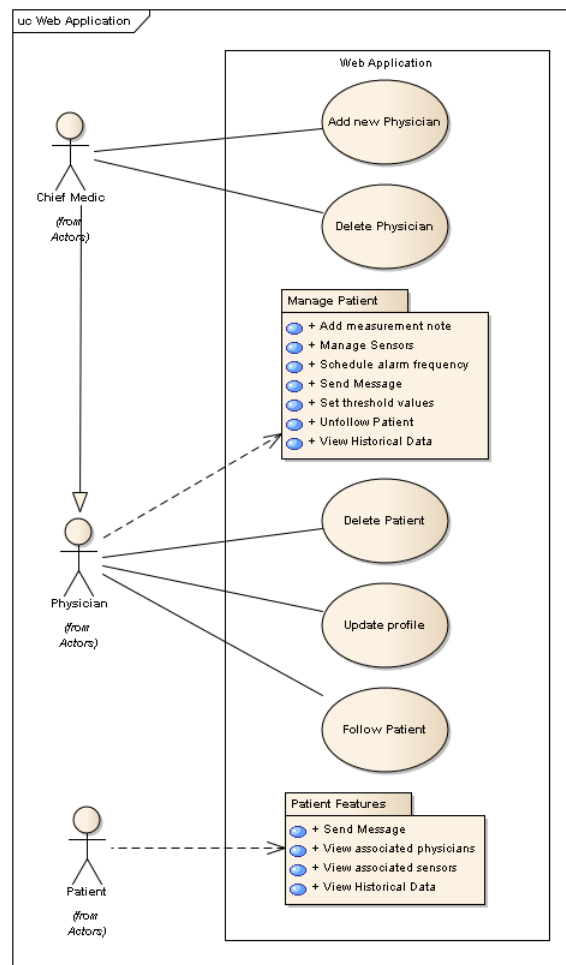 uc Web Application
Web Application
Add new Physician
Chief Medic
(from
Actors)
Delete Physician
Manage Patient
+ Add measurement note
+ Manage Sensors
+ Schedule alarm frequency
+ Send Message
+ Set threshold values
+ Unfollow Patient
+ View Historical Data
Delete Patient
Physician
(from
Actors)
Update profile
Follow Patient
Patient Features
+ Send Message
+ View associated physicians
+ View associated sensors
+ View Historical Data
Patient
(from
Actors)